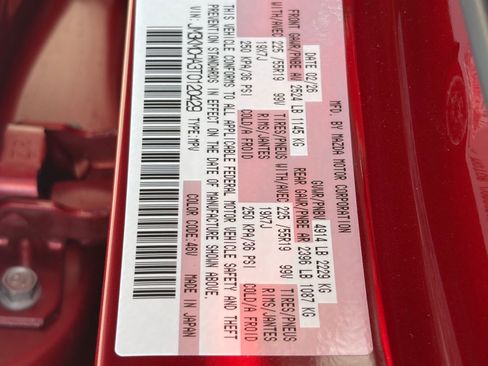 MFD. BY MAZDA MOTOR CORPORATION
DATE 02/26 GVWR/PNBV 4914 LB 2229 KG
FRONT GAWR/PNBE AV 2524 LB 1145 KG REAR GAWR/PNBE AR 2396 LB 1087 KG
WITH/AVEC 225/55R19 99V TIRES/PNEUS WITH/AVEC 225/55R19 99V TIRES/PNEUS
19X7J RIMS/JANTES 19X7J RIMS/JANTES
250 KPA/36 PSI COLD/A FROID 250 KPA/36 PSI COLD/A FROID
THIS VEHICLE CONFORMS TO ALL APPLICABLE FEDERAL MOTOR VEHICLE SAFETY AND THEFT
PREVENTION STANDARDS IN EFFECT ON THE DATE OF MANUFACTURE SHOWN ABOVE.
VIN: TYPE:MPV COLOR CODE:46V MADE IN JAPAN